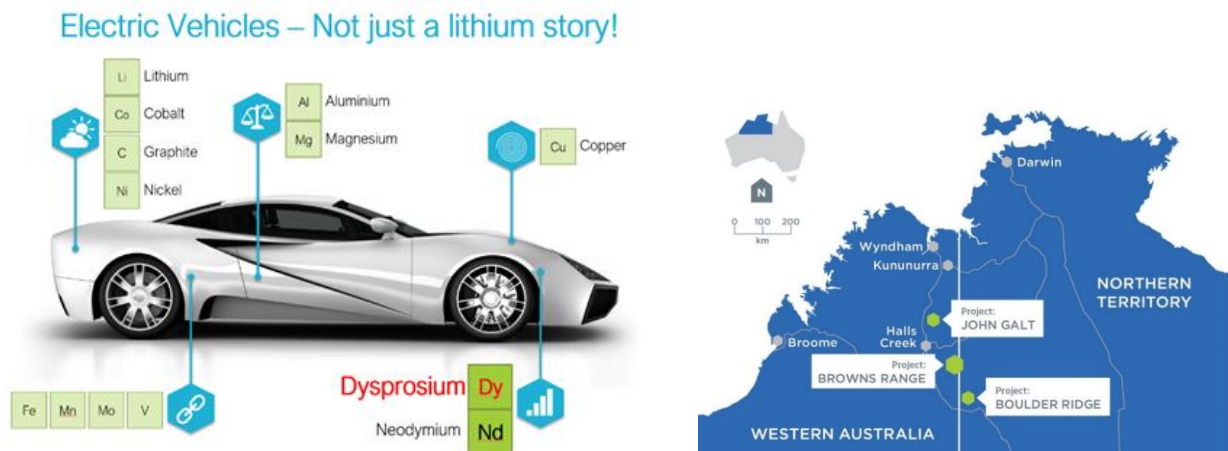 Electric Vehicles – Not just a lithium story!
Li Lithium
Co Cobalt
C Graphite
Ni Nickel
Al Aluminium
Mg Magnesium
Cu Copper
Fe Mn Mo V
Dysprosium Dy
Neodymium Nd
N
0 100 200
km
Darwin
Wyndham
Kununurra
NORTHERN
TERRITORY
Project:
JOHN GALT
Halls
Creek
Broome
Project:
BROWNS RANGE
Project:
BOULDER RIDGE
WESTERN AUSTRALIA